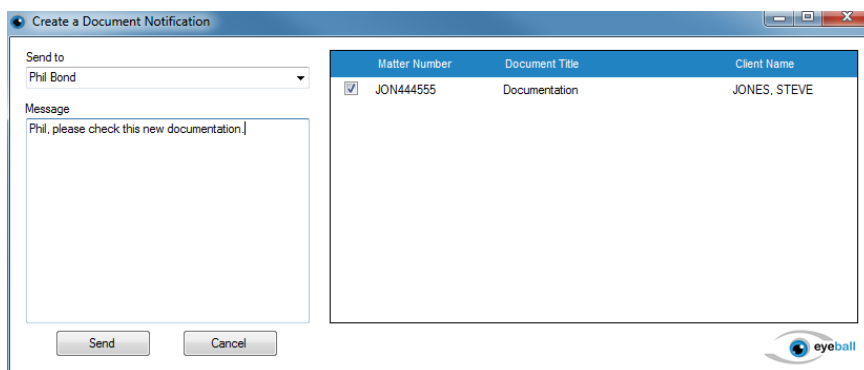 Create a Document Notification
Send to
Phil Bond
Message
Phil, please check this new documentation.
Send Cancel
Matter Number Document Title Client Name
JON444555 Documentation JONES, STEVE
eyeball